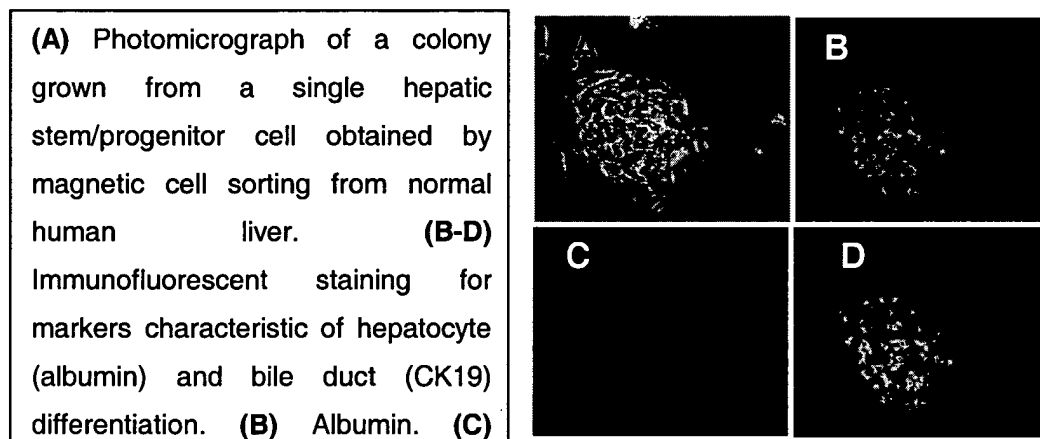 (A) Photomicrograph of a colony
grown from a single hepatic
stem/progenitor cell obtained by
magnetic cell sorting from normal
human liver. (B-D)
Immunofluorescent staining for
markers characteristic of hepatocyte
(albumin) and bile duct (CK19)
differentiation. (B) Albumin. (C)
A
B
C
D